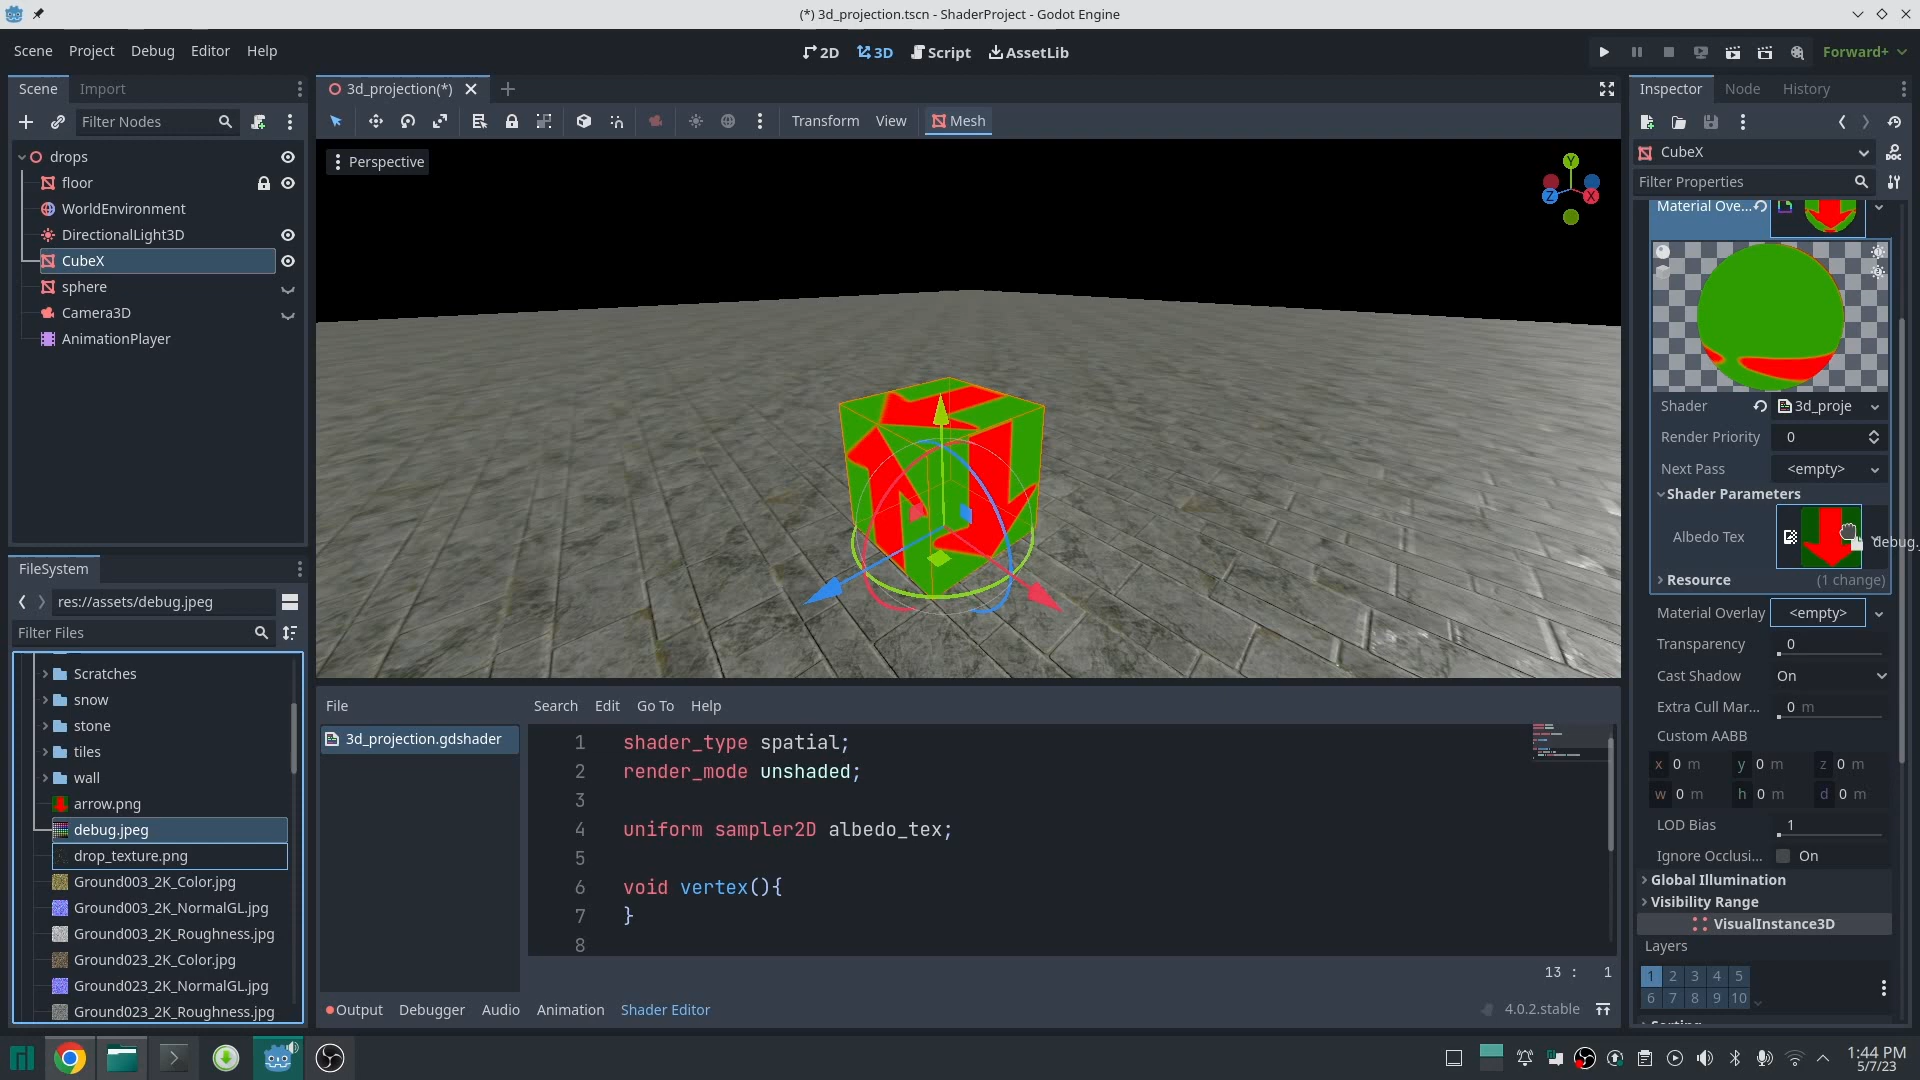 (*) 3d_projection.tscn - ShaderProject - Godot Engine
Scene Project Debug Editor Help
2D 3D Script AssetLib
Forward+
Scene Import
3d_projection(*)
Inspector Node History
Filter Nodes
Transform View Mesh
CubeX
Filter Properties
drops
floor
WorldEnvironment
DirectionalLight3D
CubeX
sphere
Camera3D
AnimationPlayer
Perspective
Y
Z
X
Material Ove...
Shader 3d_proje
Render Priority 0
Next Pass <empty>
Shader Parameters
Albedo Tex
debug.
Resource (1 change)
Material Overlay <empty>
Transparency 0
Cast Shadow On
Extra Cull Mar... 0 m
Custom AABB
x 0 m y 0 m z 0 m
w 0 m h 0 m d 0 m
LOD Bias 1
Ignore Occlusi... On
Global Illumination
Visibility Range
VisualInstance3D
Layers
1 2 3 4 5
6 7 8 9 10
FileSystem
res://assets/debug.jpeg
Filter Files
Scratches
snow
stone
tiles
wall
arrow.png
debug.jpeg
drop_texture.png
Ground003_2K_Color.jpg
Ground003_2K_NormalGL.jpg
Ground003_2K_Roughness.jpg
Ground023_2K_Color.jpg
Ground023_2K_NormalGL.jpg
Ground023_2K_Roughness.jpg
File
Search Edit Go To Help
3d_projection.gdshader
1 shader_type spatial;
2 render_mode unshaded;
3
4 uniform sampler2D albedo_tex;
5
6 void vertex(){
7 }
8
13 : 1
Output Debugger Audio Animation Shader Editor
4.0.2.stable
1:44 PM
5/7/23